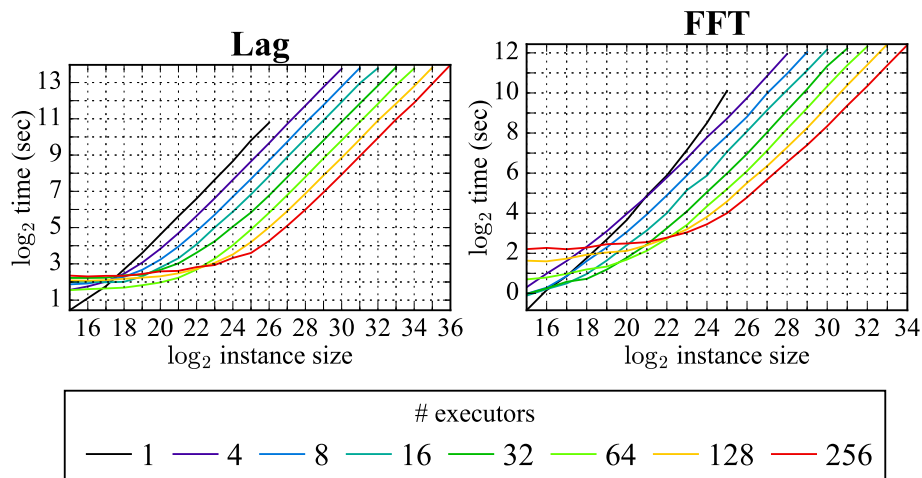 Lag
13
11
9
7
5
3
1
log₂ time (sec)
16 18 20 22 24 26 28 30 32 34 36
log₂ instance size
FFT
12
10
8
6
4
2
0
log₂ time (sec)
16 18 20 22 24 26 28 30 32 34
log₂ instance size
# executors
1 4 8 16 32 64 128 256